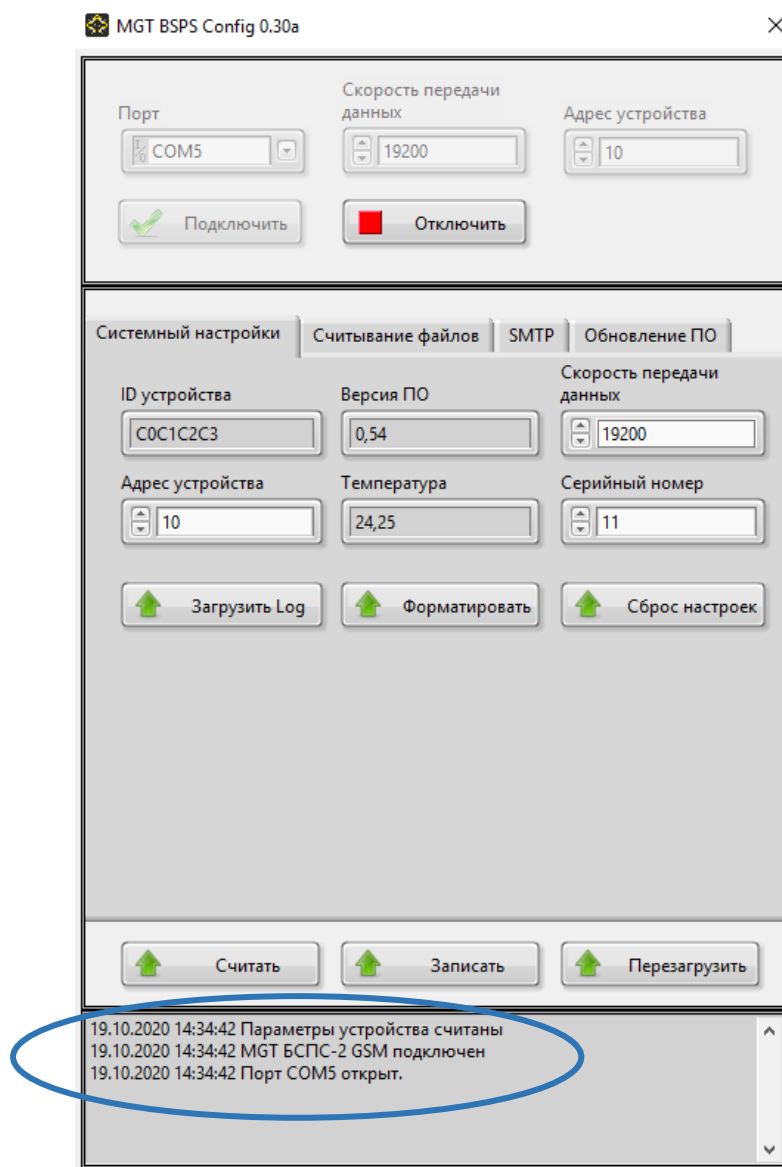 MGT BSPS Config 0.30a
Порт
Скорость передачи
данных
Адрес устройства
COM5
19200
10
Подключить
Отключить
Системный настройки
Считывание файлов
SMTP
Обновление ПО
ID устройства
Версия ПО
Скорость передачи
данных
C0C1C2C3
0,54
19200
Адрес устройства
Температура
Серийный номер
10
24,25
11
Загрузить Log
Форматировать
Сброс настроек
Считать
Записать
Перезагрузить
19.10.2020 14:34:42 Параметры устройства считаны
19.10.2020 14:34:42 MGT БСПС-2 GSM подключен
19.10.2020 14:34:42 Порт COM5 открыт.